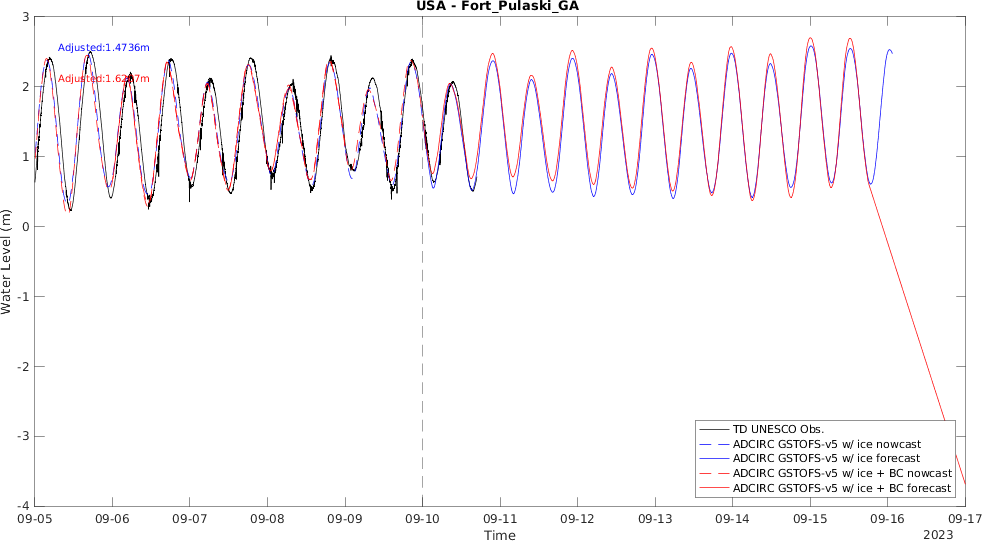 USA - Fort_Pulaski_GA
3
2
1
0
-1
-2
-3
-4
Water Level (m)
Adjusted:1.4736m
TD UNESCO Obs.
ADCIRC GSTOFS-v5 w/ ice nowcast
ADCIRC GSTOFS-v5 w/ ice forecast
ADCIRC GSTOFS-v5 w/ ice + BC nowcast
ADCIRC GSTOFS-v5 w/ ice + BC forecast
09-05 09-06 09-07 09-08 09-09 09-10 09-11 09-12 09-13 09-14 09-15 09-16 09-17
Time
2023